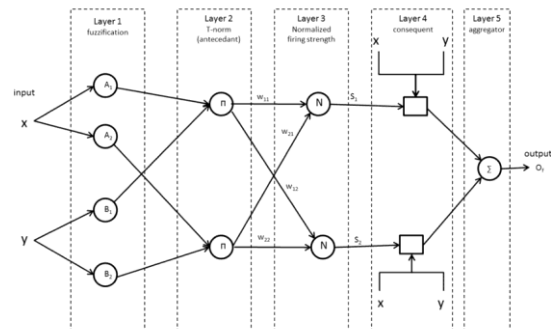 Layer 1
fuzzification
Layer 2
T-norm
(antecedant)
Layer 3
Normalized
firing strength
Layer 4
consequent
Layer 5
aggregator
x y
input
x
y
A₁
A₂
B₁
B₂
п
п
w₁₁
w₂₁
w₁₂
w₂₂
N
N
S₁
S₂
x y
Σ
output